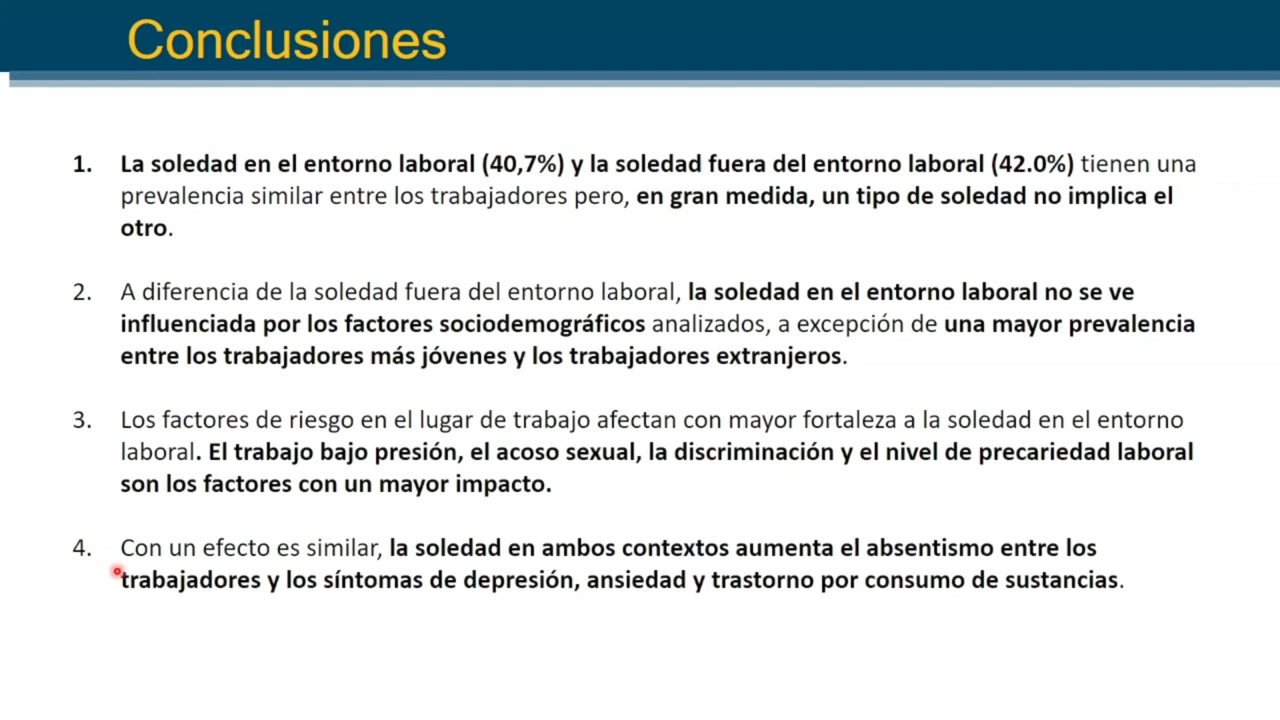 Conclusiones
1. La soledad en el entorno laboral (40,7%) y la soledad fuera del entorno laboral (42.0%) tienen una
prevalencia similar entre los trabajadores pero, en gran medida, un tipo de soledad no implica el
otro.
2. A diferencia de la soledad fuera del entorno laboral, la soledad en el entorno laboral no se ve
influenciada por los factores sociodemográficos analizados, a excepción de una mayor prevalencia
entre los trabajadores más jóvenes y los trabajadores extranjeros.
3. Los factores de riesgo en el lugar de trabajo afectan con mayor fortaleza a la soledad en el entorno
laboral. El trabajo bajo presión, el acoso sexual, la discriminación y el nivel de precariedad laboral
son los factores con un mayor impacto.
4. Con un efecto es similar, la soledad en ambos contextos aumenta el absentismo entre los
trabajadores y los síntomas de depresión, ansiedad y trastorno por consumo de sustancias.